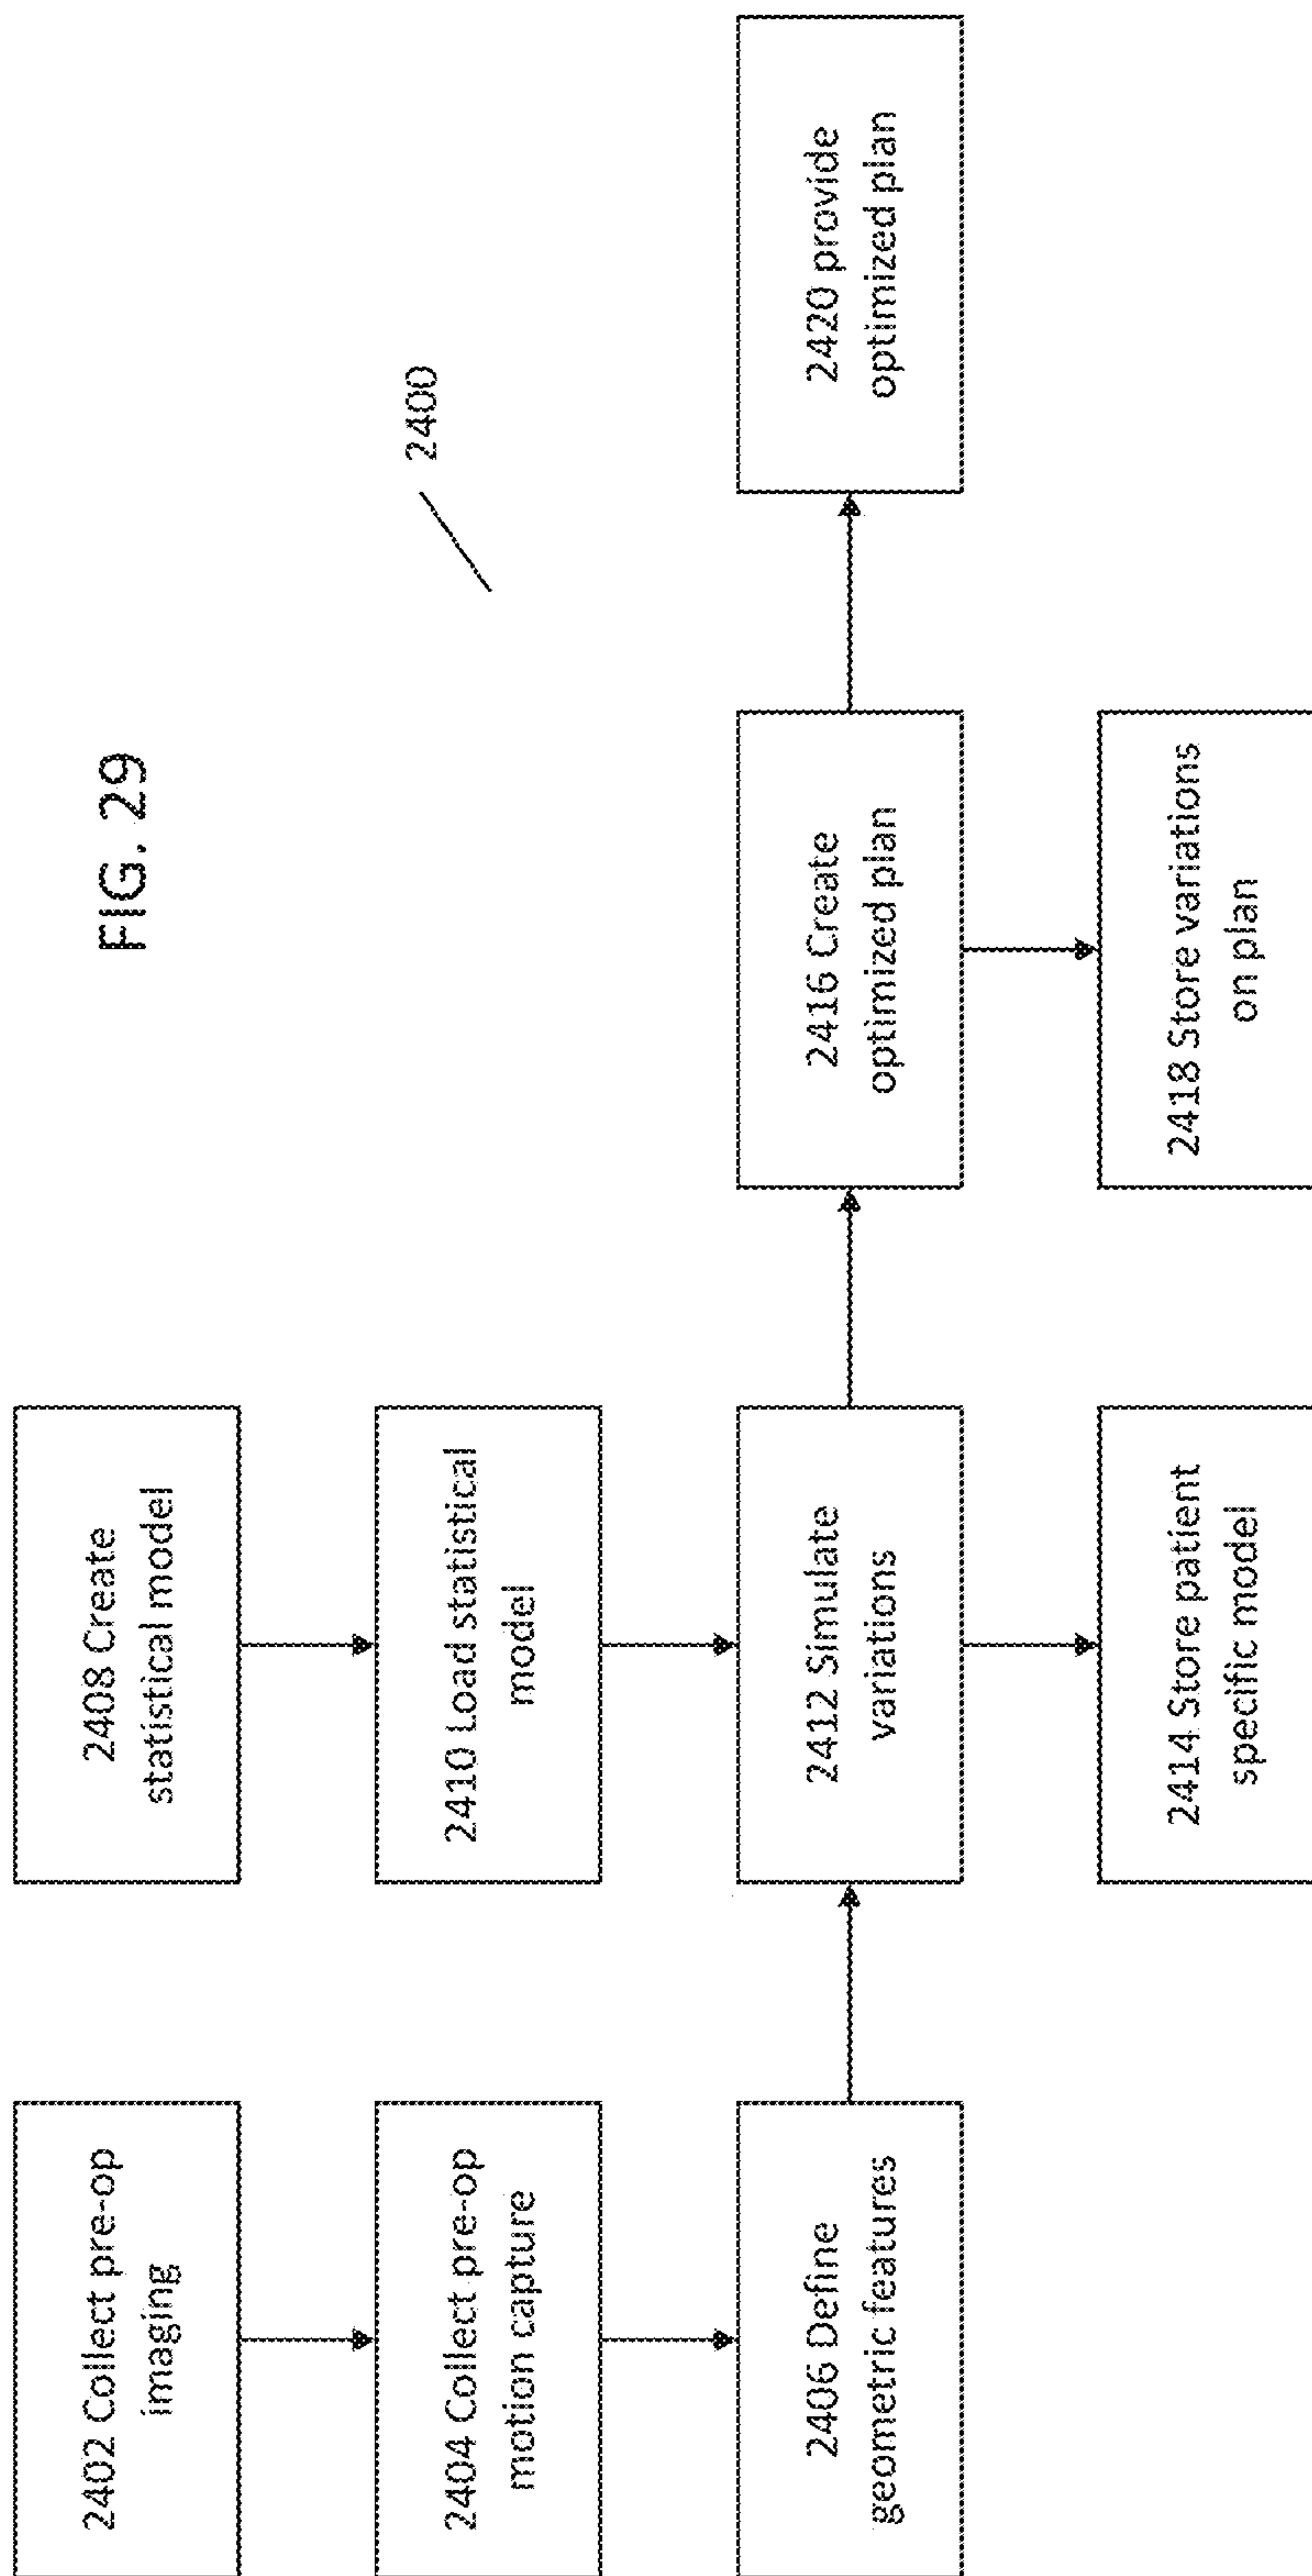 FIG. 29
2400
2402 Collect pre-op
imaging
2404 Collect pre-op
motion capture
2406 Define
geometric features
2408 Create
statistical model
2410 Load statistical
model
2412 Simulate
variations
2414 Store patient
specific model
2416 Create
optimized plan
2418 Store variations
on plan
2420 provide
optimized plan